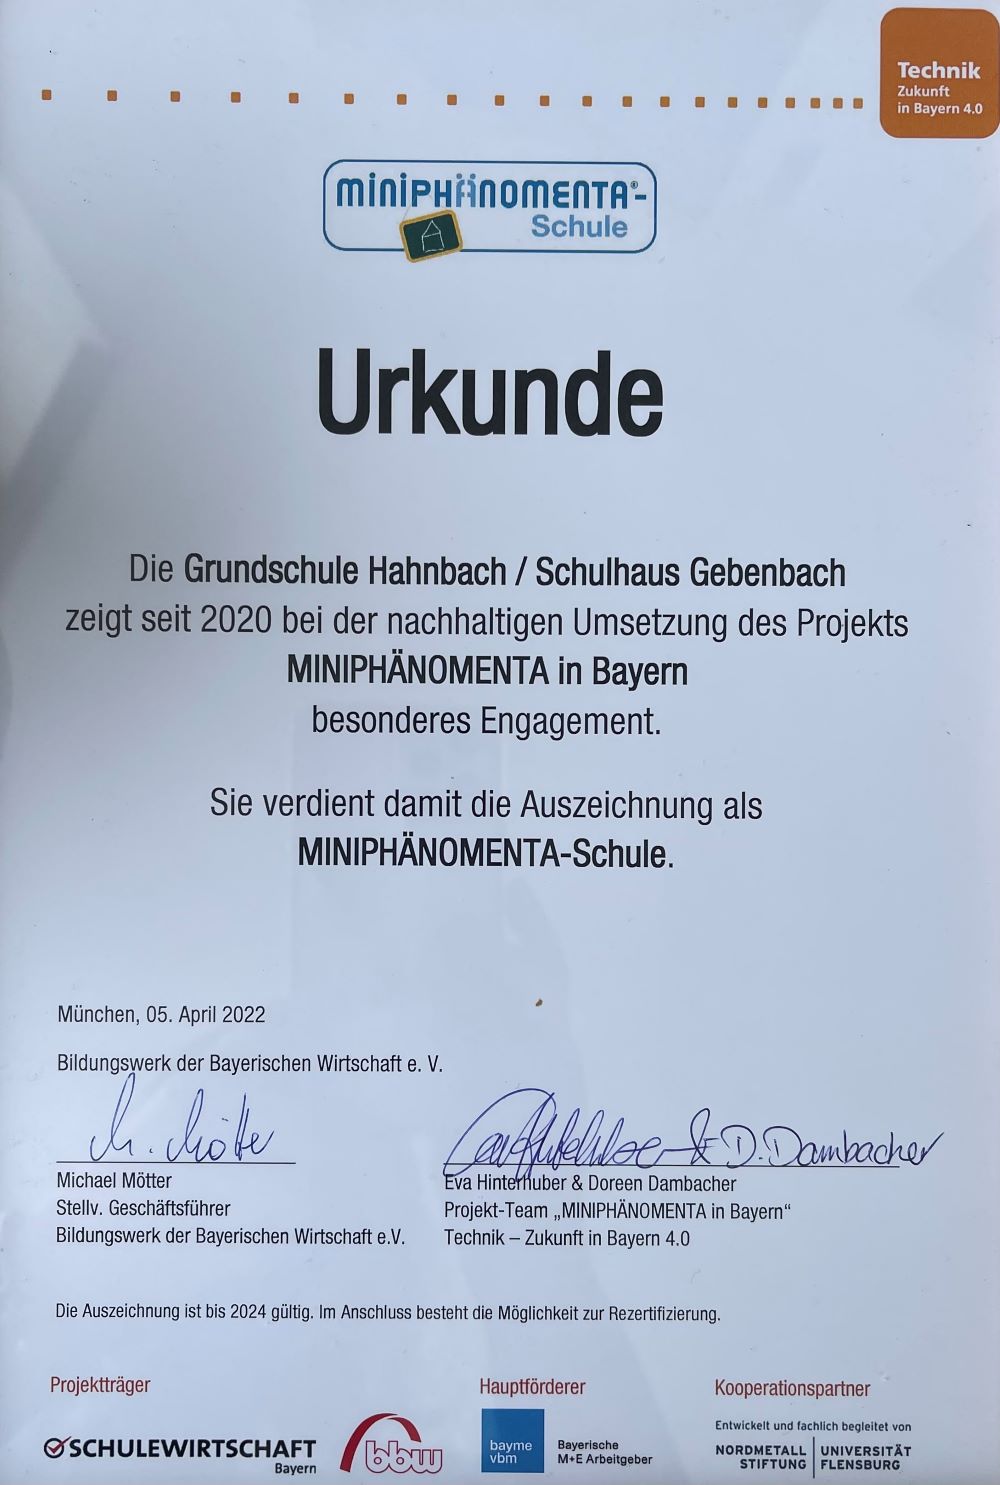 Technik
Zukunft
in Bayern 4.0
miniPHÄNOMENTA®-
Schule
Urkunde
Die Grundschule Hahnbach / Schulhaus Gebenbach
zeigt seit 2020 bei der nachhaltigen Umsetzung des Projekts
MINIPHÄNOMENTA in Bayern
besonderes Engagement.
Sie verdient damit die Auszeichnung als
MINIPHÄNOMENTA-Schule.
München, 05. April 2022
Bildungswerk der Bayerischen Wirtschaft e. V.
M. Mötter
& D. Dambacher
Michael Mötter
Stellv. Geschäftsführer
Bildungswerk der Bayerischen Wirtschaft e.V.
Eva Hinterhuber & Doreen Dambacher
Projekt-Team „MINIPHÄNOMENTA in Bayern“
Technik – Zukunft in Bayern 4.0
Die Auszeichnung ist bis 2024 gültig. Im Anschluss besteht die Möglichkeit zur Rezertifizierung.
Projektträger
SCHULEWIRTSCHAFT
Bayern
bbw
Hauptförderer
bayme
vbm
Bayerische
M+E Arbeitgeber
Kooperationspartner
Entwickelt und fachlich begleitet von
NORDMETALL
STIFTUNG
UNIVERSITÄT
FLENSBURG